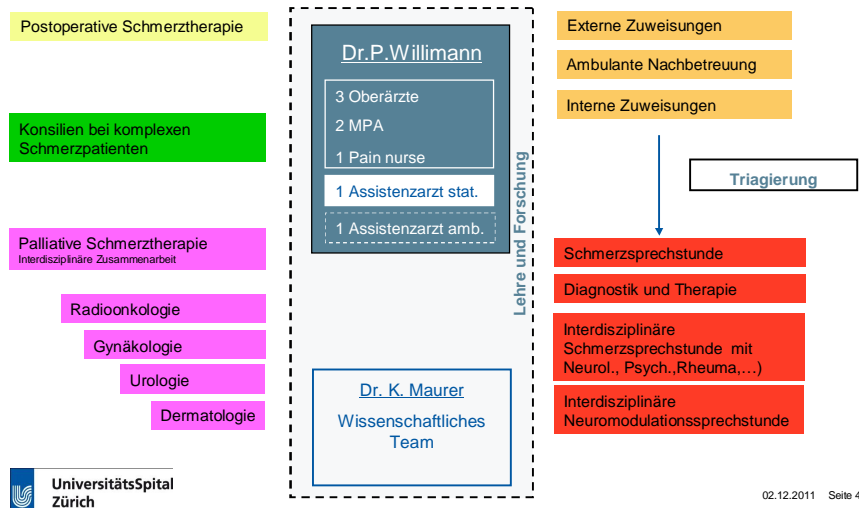 Postoperative Schmerztherapie
Konsilien bei komplexen
Schmerzpatienten
Palliative Schmerztherapie
Interdisziplinäre Zusammenarbeit
Radioonkologie
Gynäkologie
Urologie
Dermatologie
Dr.P.Willimann
3 Oberärzte
2 MPA
1 Pain nurse
1 Assistenzarzt stat.
1 Assistenzarzt amb.
Lehre und Forschung
Dr. K. Maurer
Wissenschaftliches
Team
Externe Zuweisungen
Ambulante Nachbetreuung
Interne Zuweisungen
Triagierung
Schmerzsprechstunde
Diagnostik und Therapie
Interdisziplinäre
Schmerzsprechstunde mit
Neurol., Psych.,Rheuma,…)
Interdisziplinäre
Neuromodulationssprechstunde
UniversitätsSpital
Zürich
02.12.2011 Seite 4